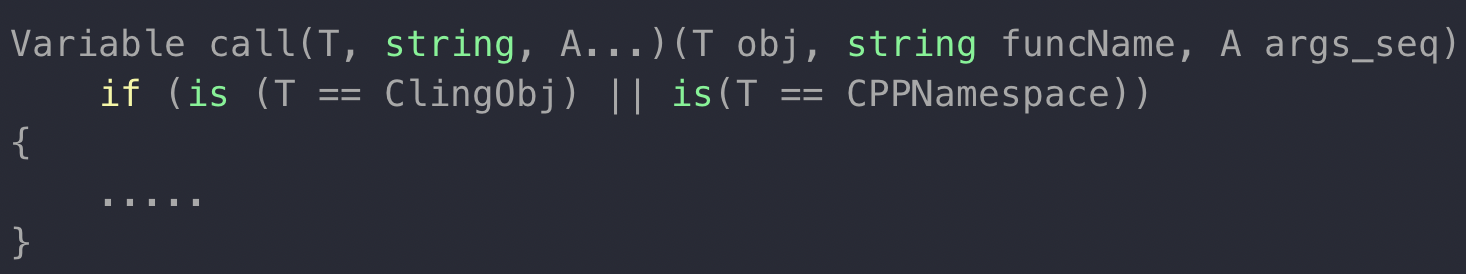 Variable call(T, string, A...)(T obj, string funcName, A args_seq)
    if (is (T == ClingObj) || is(T == CPPNamespace))
{
    .....
}